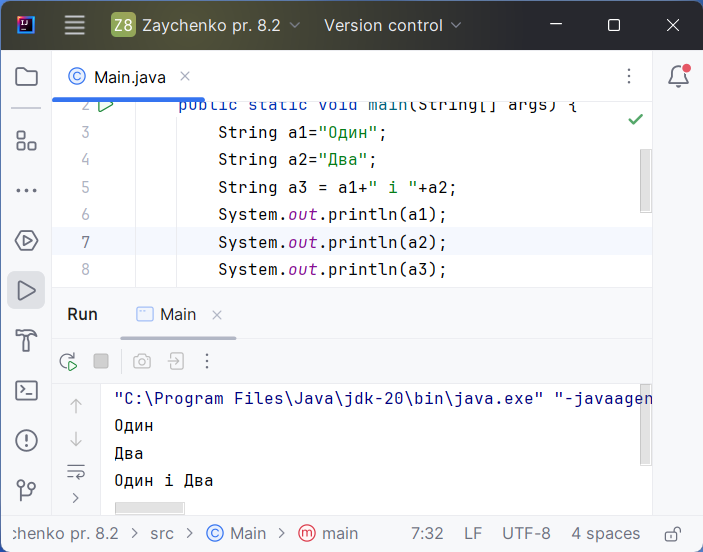 Z8 Zaychenko pr. 8.2 Version control
Main.java
2 public static void main(String[] args) {
3 String a1="Один";
4 String a2="Два";
5 String a3 = a1+" і "+a2;
6 System.out.println(a1);
7 System.out.println(a2);
8 System.out.println(a3);
Run Main
"C:\Program Files\Java\jdk-20\bin\java.exe" "-javaagen
Один
Два
Один і Два
chenko pr. 8.2 > src > Main > main 7:32 LF UTF-8 4 spaces